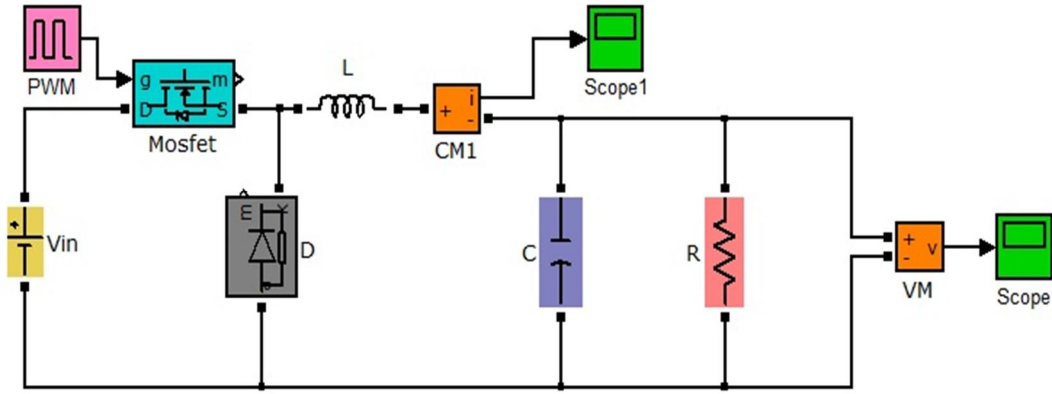 PWM
g
m
D
S
Mosfet
L
i
+
-
CM1
Scope1
+
Vin
m
k
a
D
C
R
+
-
v
VM
Scope